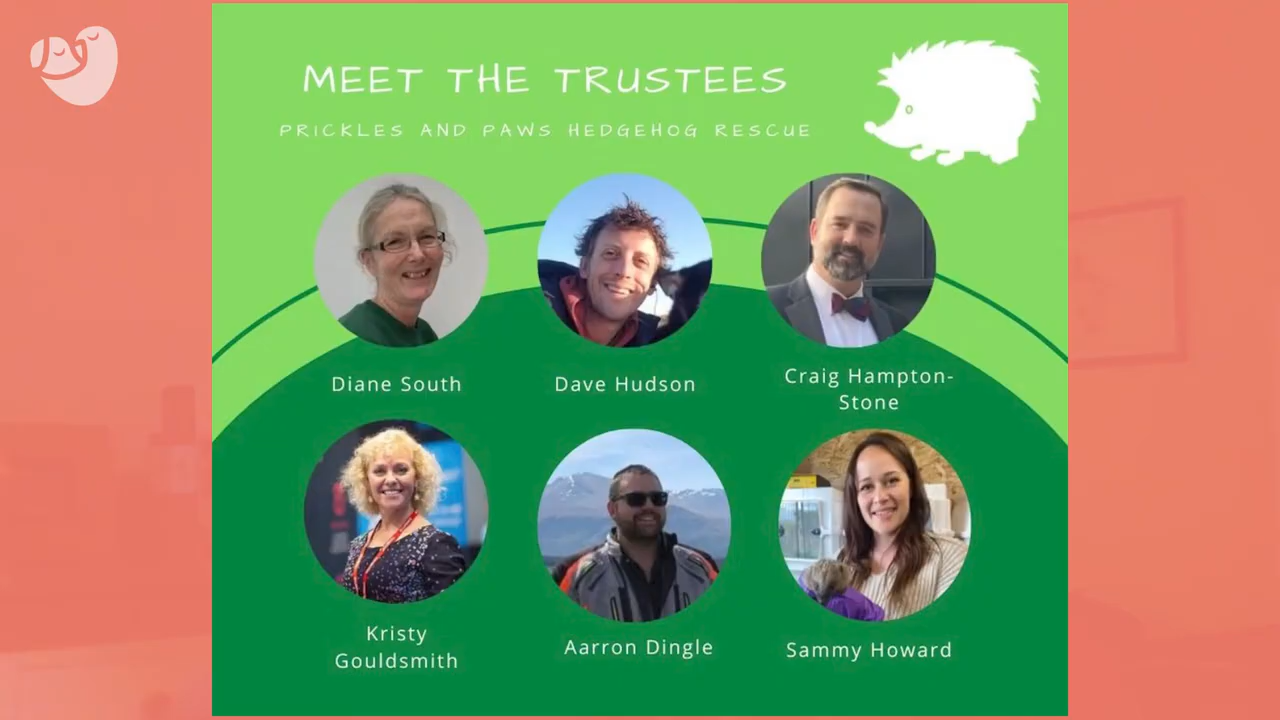 MEET THE TRUSTEES
PRICKLES AND PAWS HEDGEHOG RESCUE
Diane South
Dave Hudson
Craig Hampton-
Stone
Kristy
Gouldsmith
Aarron Dingle
Sammy Howard